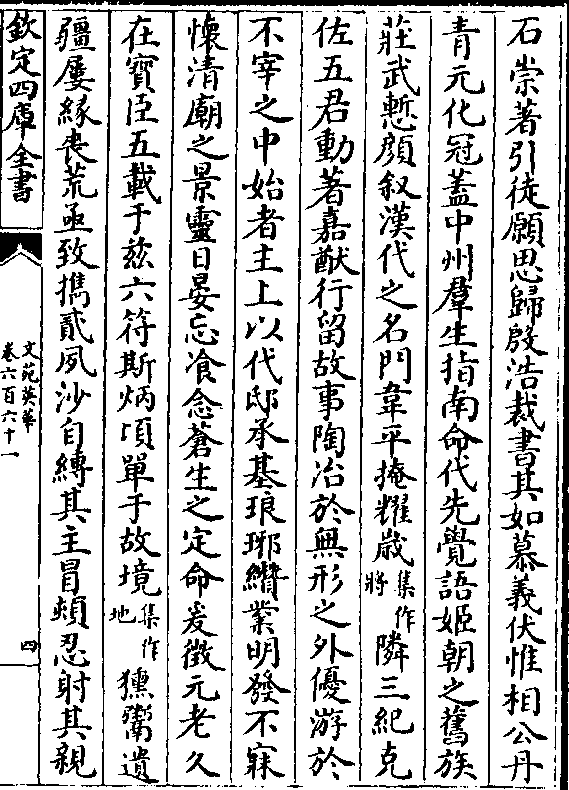 石崇著引徒願思歸殷浩裁書其如慕義伏惟相公丹
青元化冠蓋中州羣生指南命代先覺語姬朝之舊族
莊武慙顔叙漢代之名門韋平掩耀歲集作將隣三紀克
佐五君動著嘉猷行留故事陶冶於無形之外優游於
不宰之中始者主上以代邸承基琅琊纘業明發不寐
懷清廟之景靈日晏忘飡念蒼生之定命爰徵元老久
在寳臣五載于兹六符斯炳頃單于故境集作地獯鬻遺
疆屢縁喪荒亟致擕貳夙沙自縛其主冒頓忍射其親
欽定四庫全書
文苑英華
卷六百六十一
四